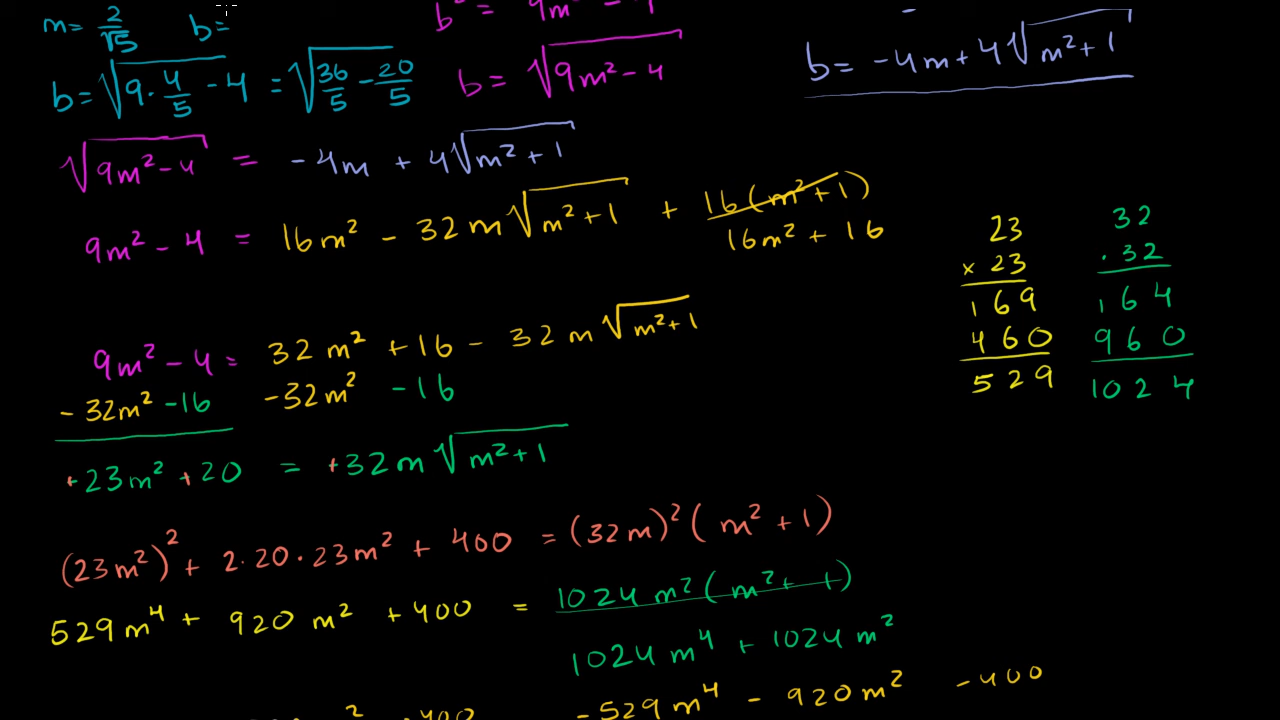 m= 2/√5 b=
b² = 9m² - 4
b= √(9 · 4/5 - 4) = √(36/5 - 20/5)
b= √(9m² - 4)
b= -4m + 4√(m² + 1)
√(9m² - 4) = -4m + 4√(m² + 1)
9m² - 4 = 16m² - 32m√(m² + 1) + 16(m² + 1)
16m² + 16
9m² - 4 = 32m² + 16 - 32m√(m² + 1)
-32m² -16 -32m² -16
+23m² + 20 = +32m√(m² + 1)
(23m²)² + 2·20·23m² + 400 = (32m)²(m² + 1)
529m⁴ + 920m² + 400 = 1024m²(m² + 1)
1024m⁴ + 1024m²
-529m⁴ - 920m² -400
23
x 23
169
460
529
32
· 32
164
960
1024